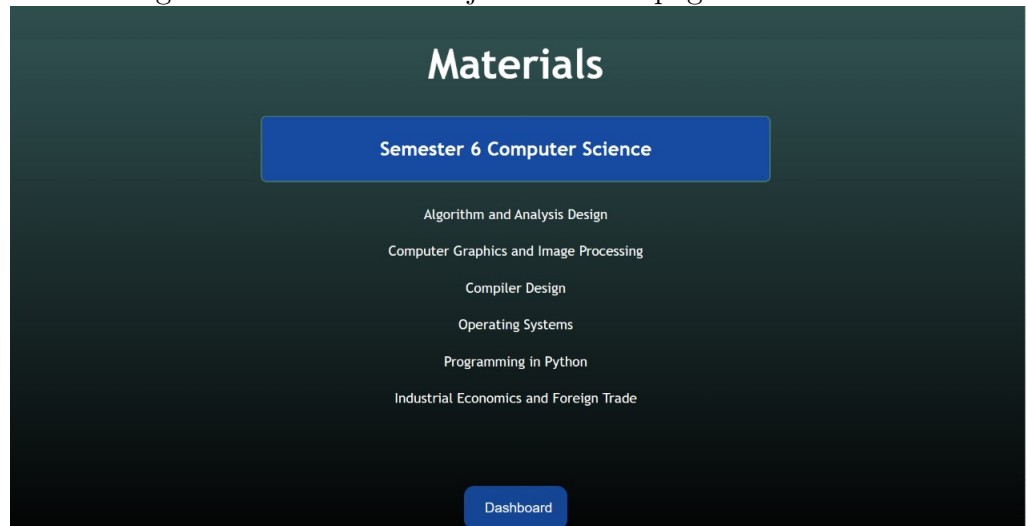 Materials
Semester 6 Computer Science
Algorithm and Analysis Design
Computer Graphics and Image Processing
Compiler Design
Operating Systems
Programming in Python
Industrial Economics and Foreign Trade
Dashboard